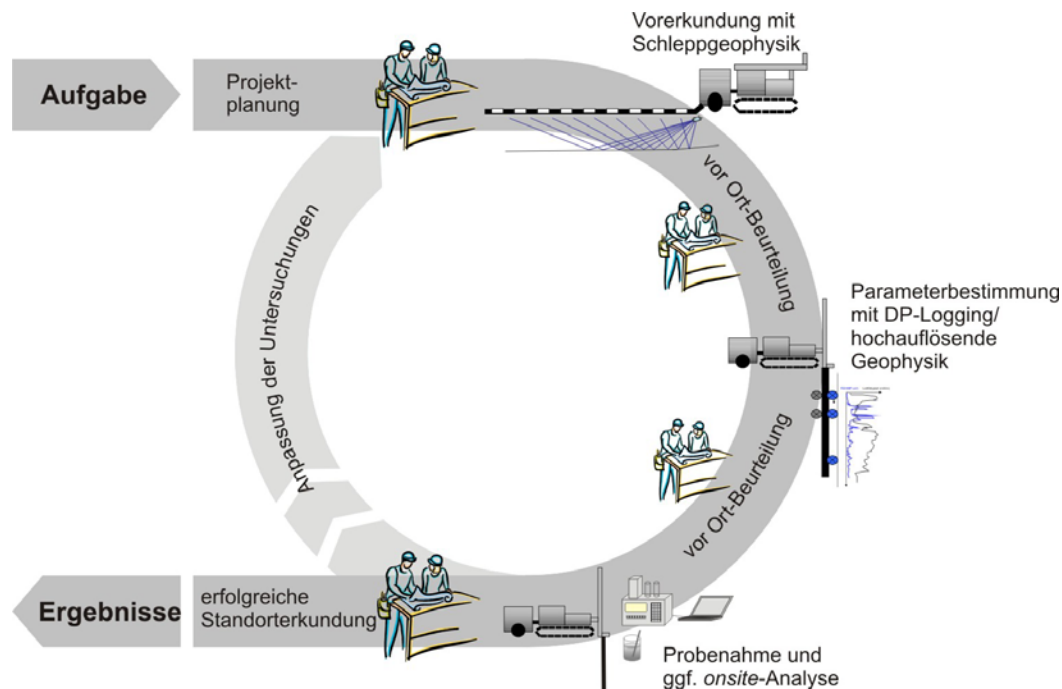 Vorerkundung mit
Schleppgeophysik
Aufgabe
Projekt-
planung
vor Ort-Beurteilung
Anpassung der Untersuchungen
Parameterbestimmung
mit DP-Logging/
hochauflösende
Geophysik
vor Ort-Beurteilung
Ergebnisse
erfolgreiche
Standorterkundung
Probenahme und
ggf. onsite-Analyse